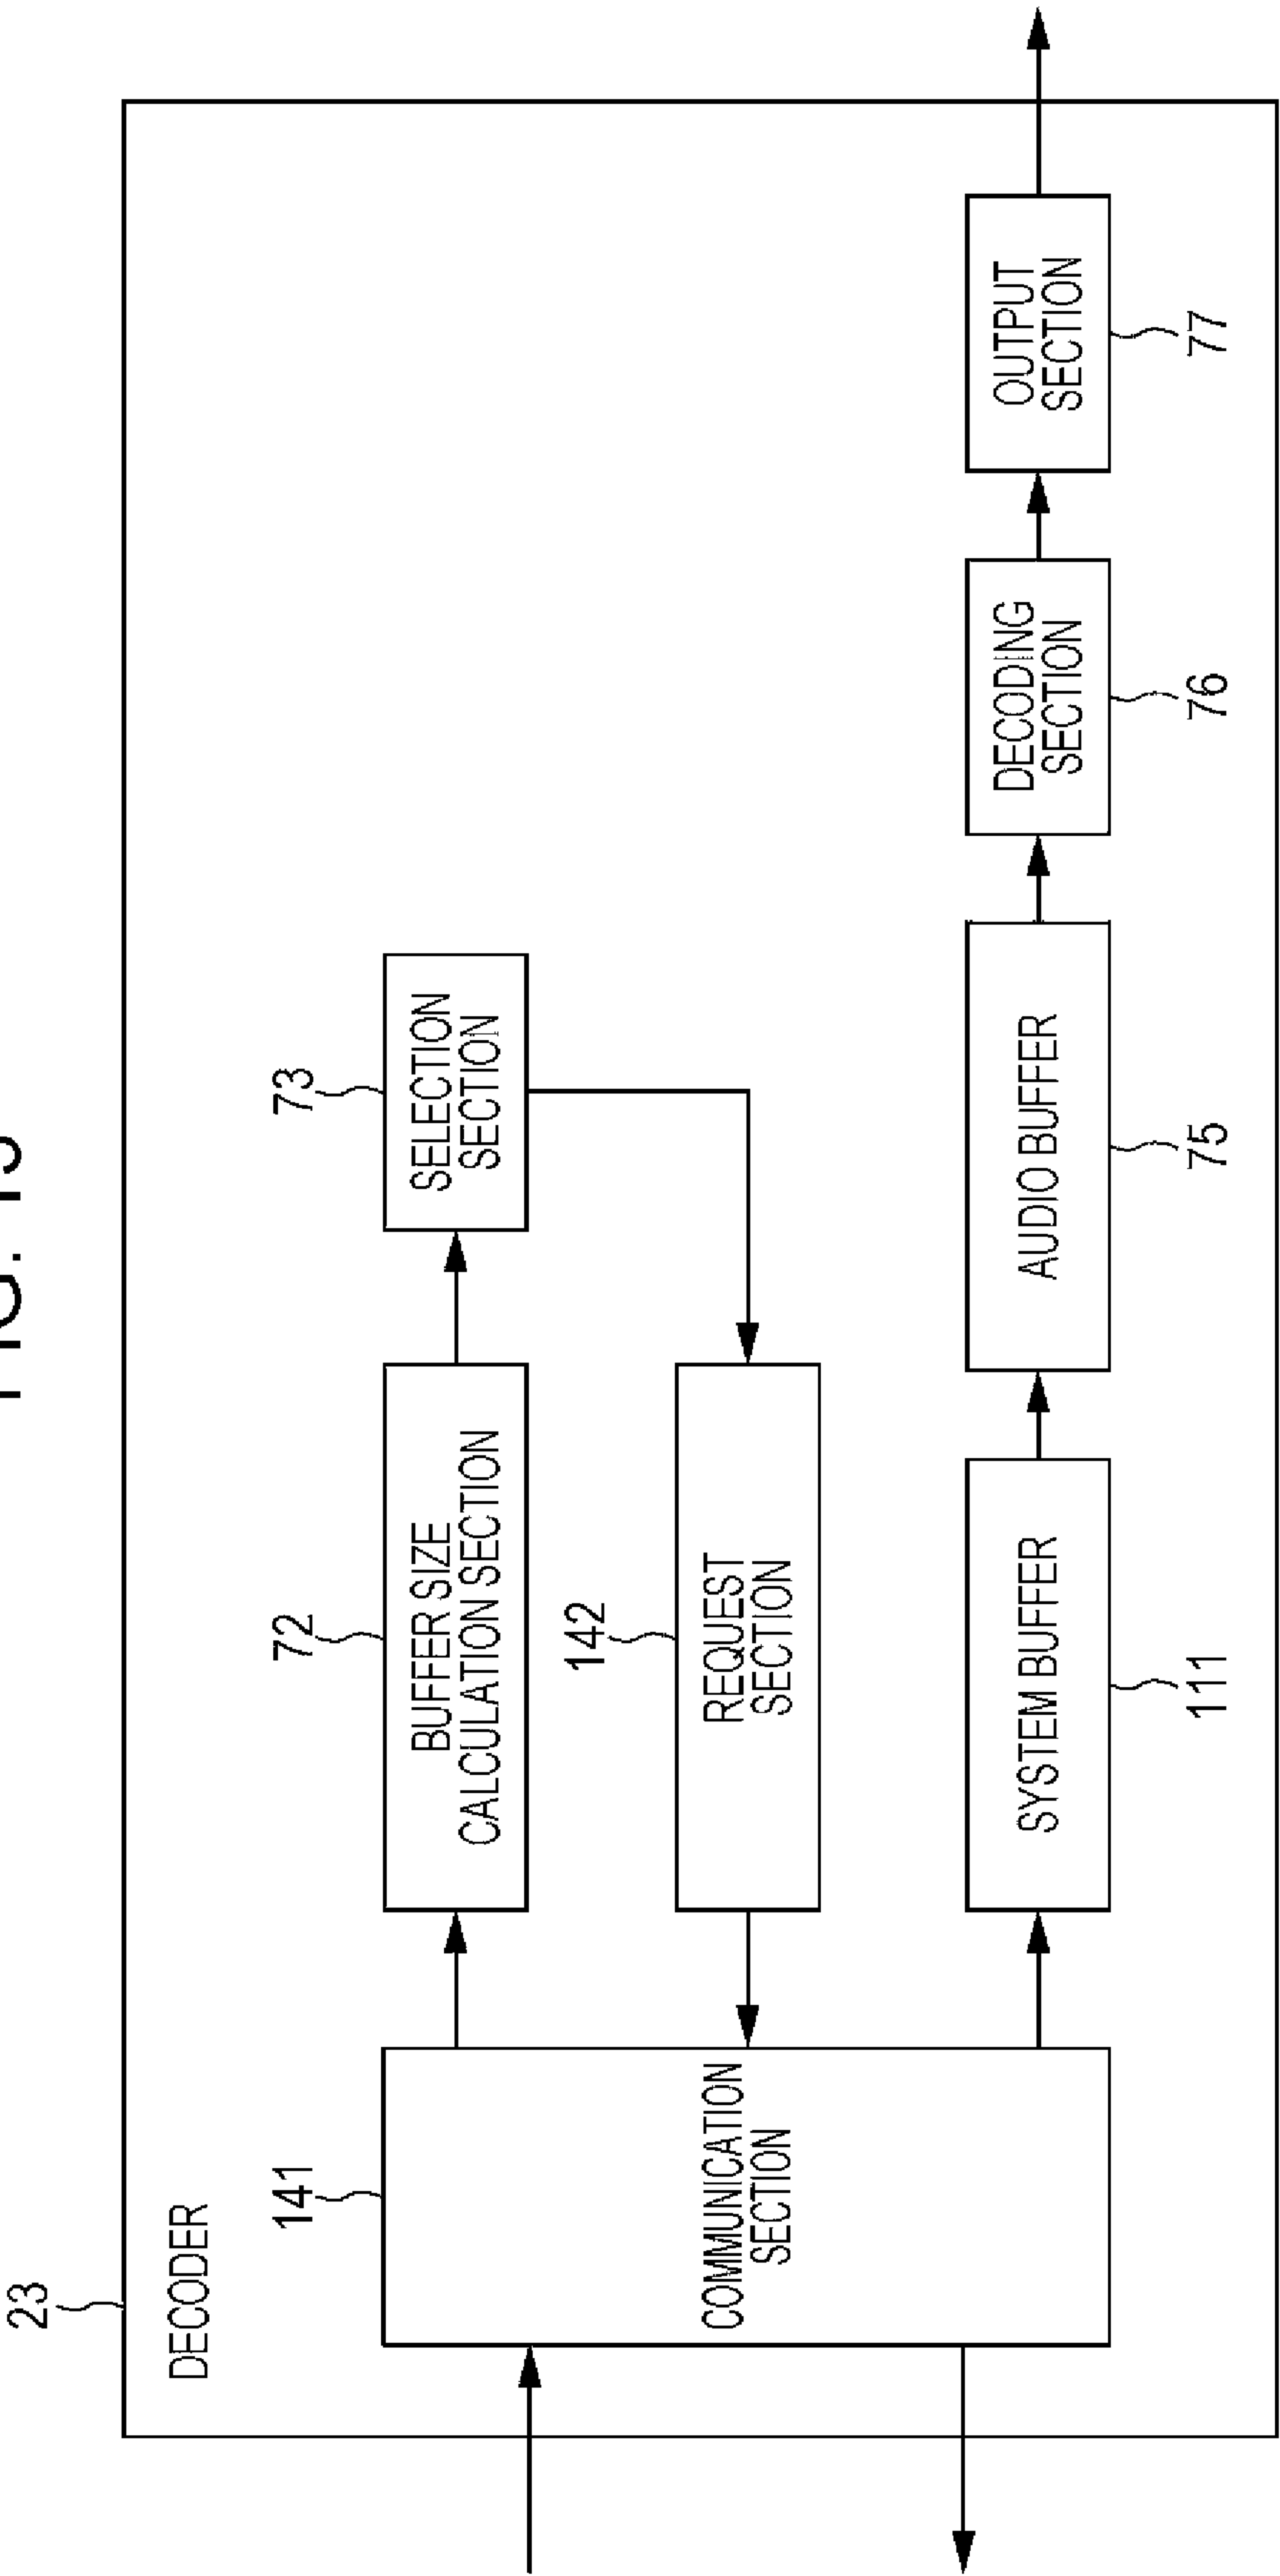 FIG.
23
DECODER
141
72
73
BUFFER SIZE
CALCULATION SECTION
SELECTION
SECTION
142
COMMUNICATION
SECTION
REQUEST
SECTION
SYSTEM BUFFER
AUDIO BUFFER
DECODING
SECTION
OUTPUT
SECTION
111
75
76
77